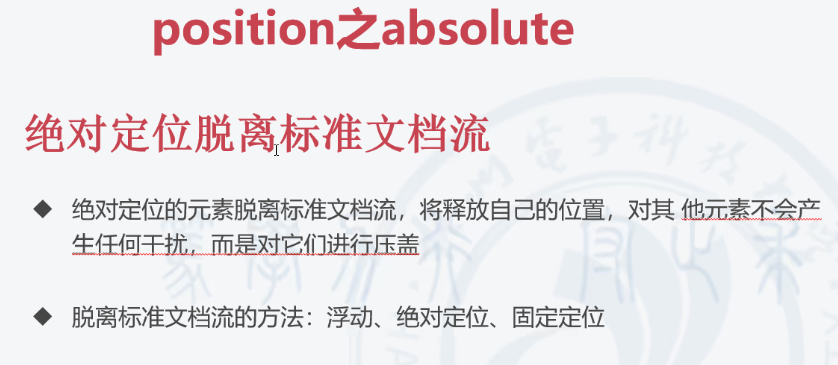 position之absolute
绝对定位脱离标准文档流
◆ 绝对定位的元素脱离标准文档流，将释放自己的位置，对其 他元素不会产
生任何干扰，而是对它们进行压盖
◆ 脱离标准文档流的方法：浮动、绝对定位、固定定位